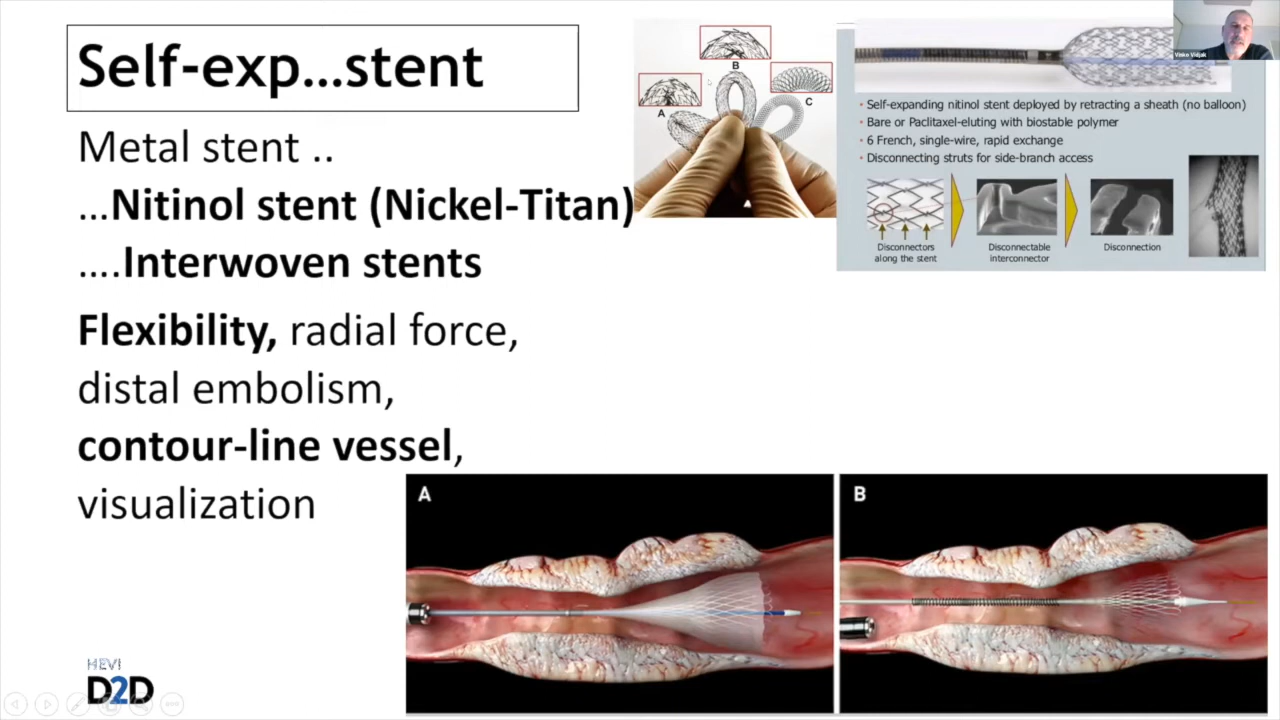 Self-exp...stent
Metal stent ..
...Nitinol stent (Nickel-Titan)
....Interwoven stents
Flexibility, radial force,
distal embolism,
contour-line vessel,
visualization
A
B
C
Vinko Vidjak
• Self-expanding nitinol stent deployed by retracting a sheath (no balloon)
• Bare or Paclitaxel-eluting with biostable polymer
• 6 French, single-wire, rapid exchange
• Disconnecting struts for side-branch access
Disconnectors
along the stent
Disconnectable
interconnector
Disconnection
A
B
HEVI
D2D